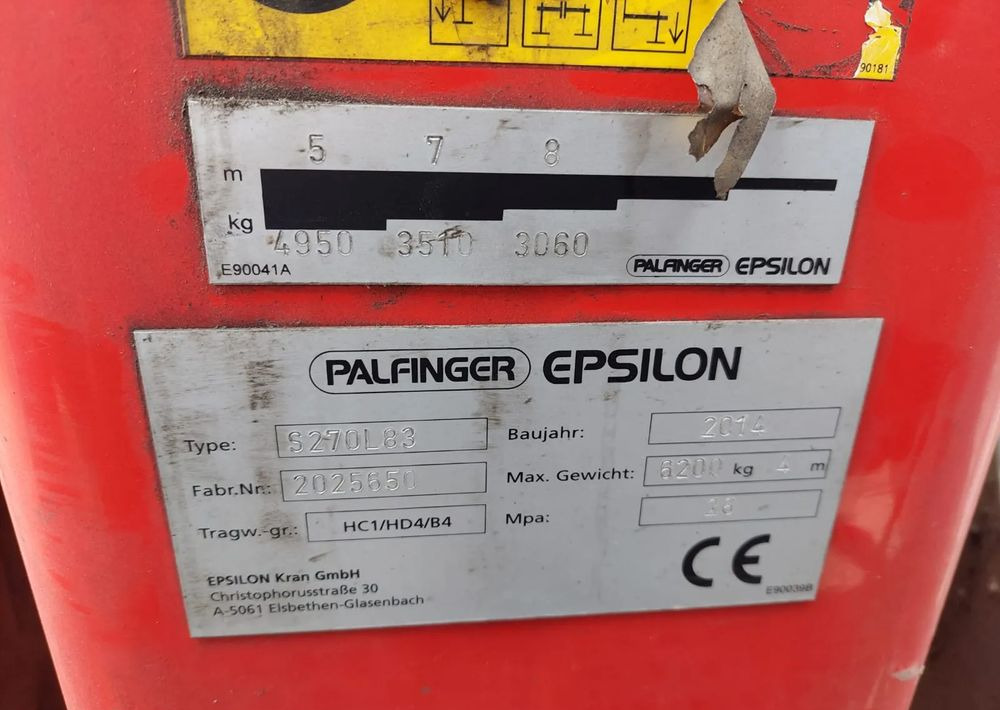 90181
5 7 8
m
kg
4950 3510 3060
E90041A
PALFINGER EPSILON
PALFINGER EPSILON
Type: S270L83 Baujahr: 2014
Fabr.Nr.: 2025650 Max. Gewicht: 6200 kg 4 m
Tragw.-gr.: HC1/HD4/B4 Mpa: 26
EPSILON Kran GmbH
Christophorusstraße 30
A-5061 Elsbethen-Glasenbach
CE
E90039B